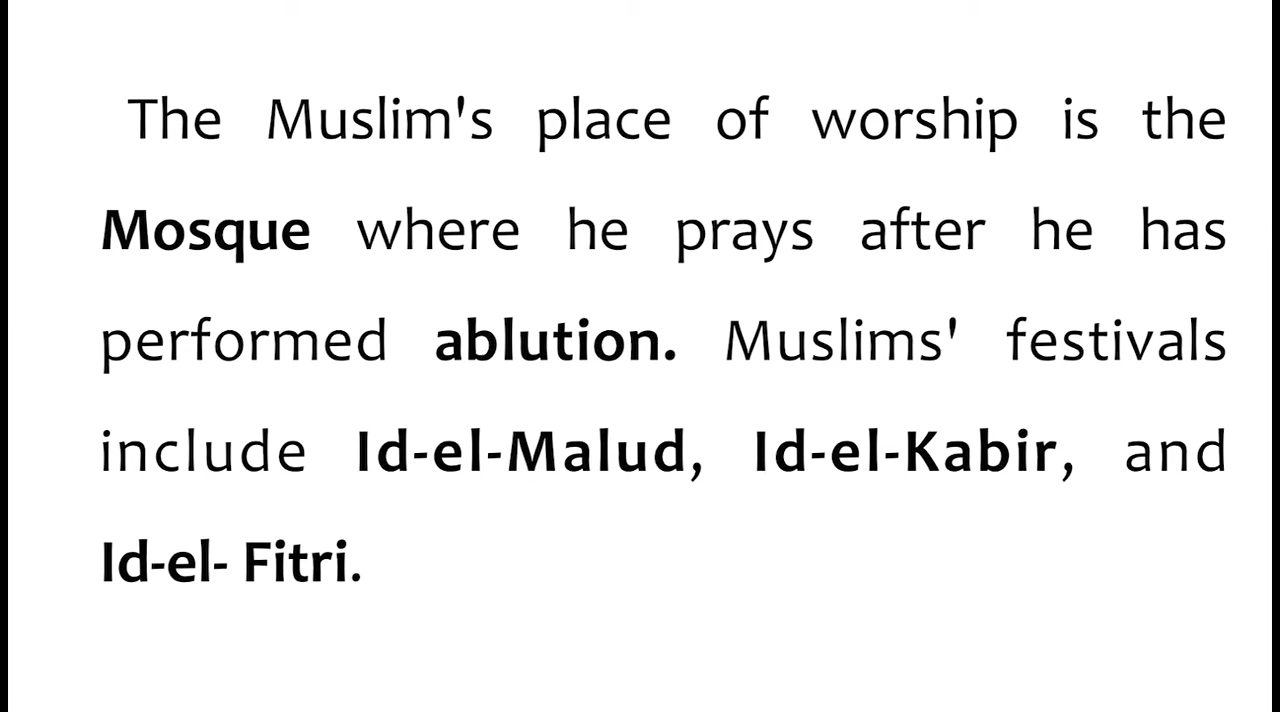 The Muslim's place of worship is the
Mosque where he prays after he has
performed ablution. Muslims' festivals
include Id-el-Malud, Id-el-Kabir, and
Id-el- Fitri.